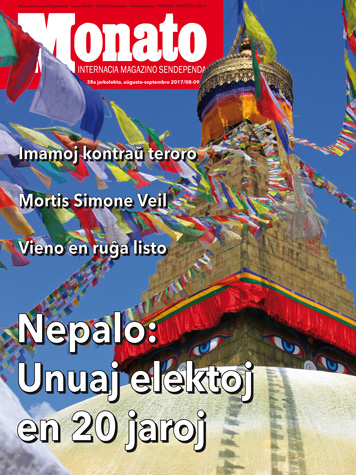 Monato
INTERNACIA MAGAZINO SENDEPENDA
38a jarkolekto, aŭgusto-septembro 2017/08-09
Imamoj kontraŭ teroro
Mortis Simone Veil
Vieno en ruĝa listo
Nepalo:
Unuaj elektoj
en 20 jaroj